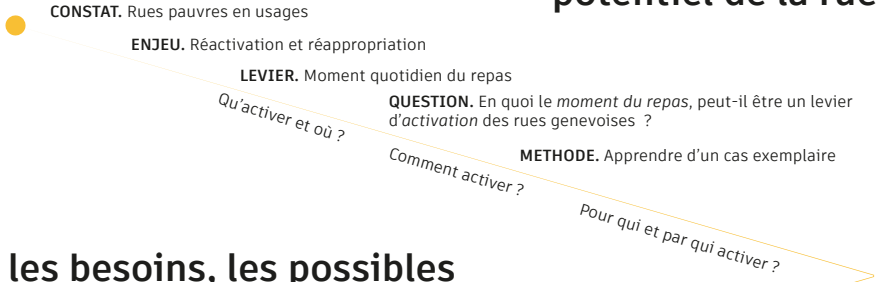 potentiel de la rue
CONSTAT. Rues pauvres en usages
ENJEU. Réactivation et réappropriation
LEVIER. Moment quotidien du repas
QUESTION. En quoi le moment du repas, peut-il être un levier
d'activation des rues genevoises ?
METHODE. Apprendre d'un cas exemplaire
Qu'activer et où ?
Comment activer ?
Pour qui et par qui activer ?
les besoins, les possibles